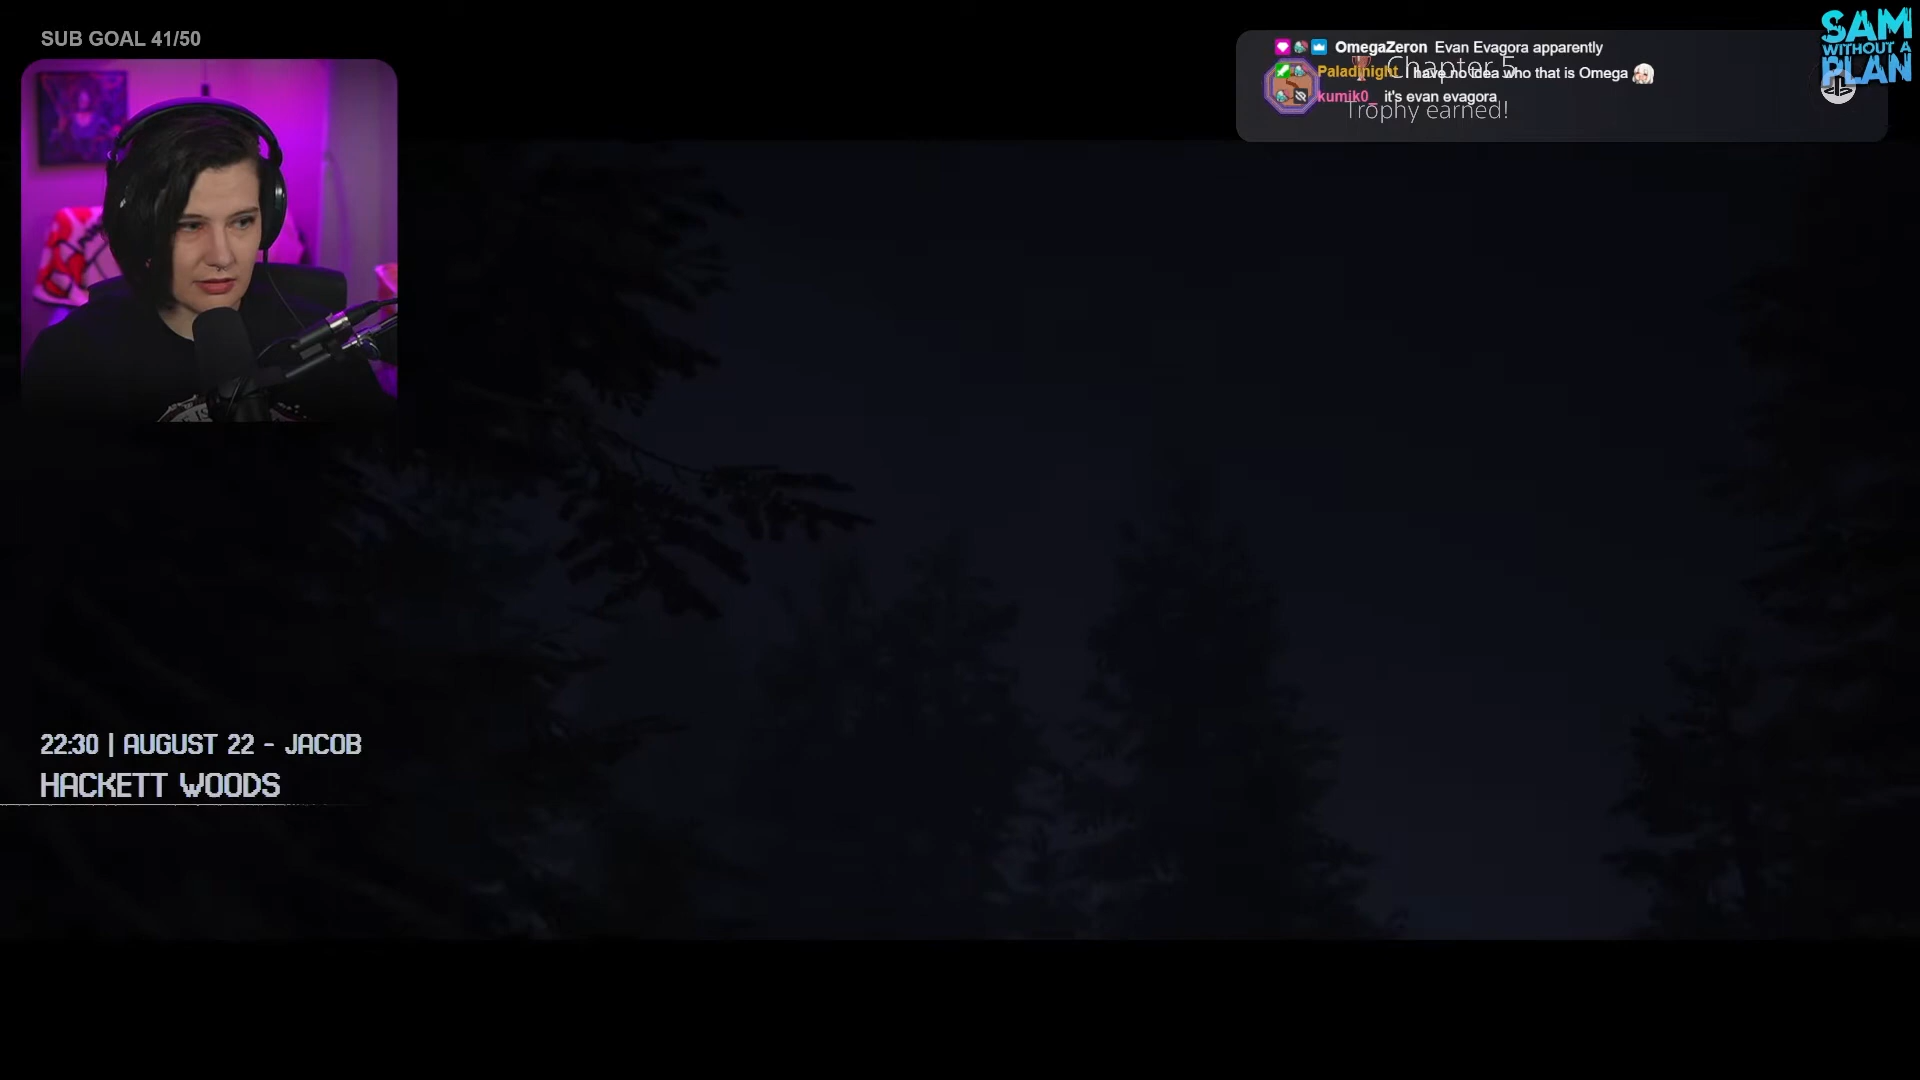 SUB GOAL 41/50
OmegaZeron Evan Evagora apparently
Chapter 5
Paladinight I have no idea who that is Omega
kumik0_ it's evan evagora
Trophy earned!
SAM
WITHOUT A
PLAN
22:30 | AUGUST 22 - JACOB
HACKETT WOODS